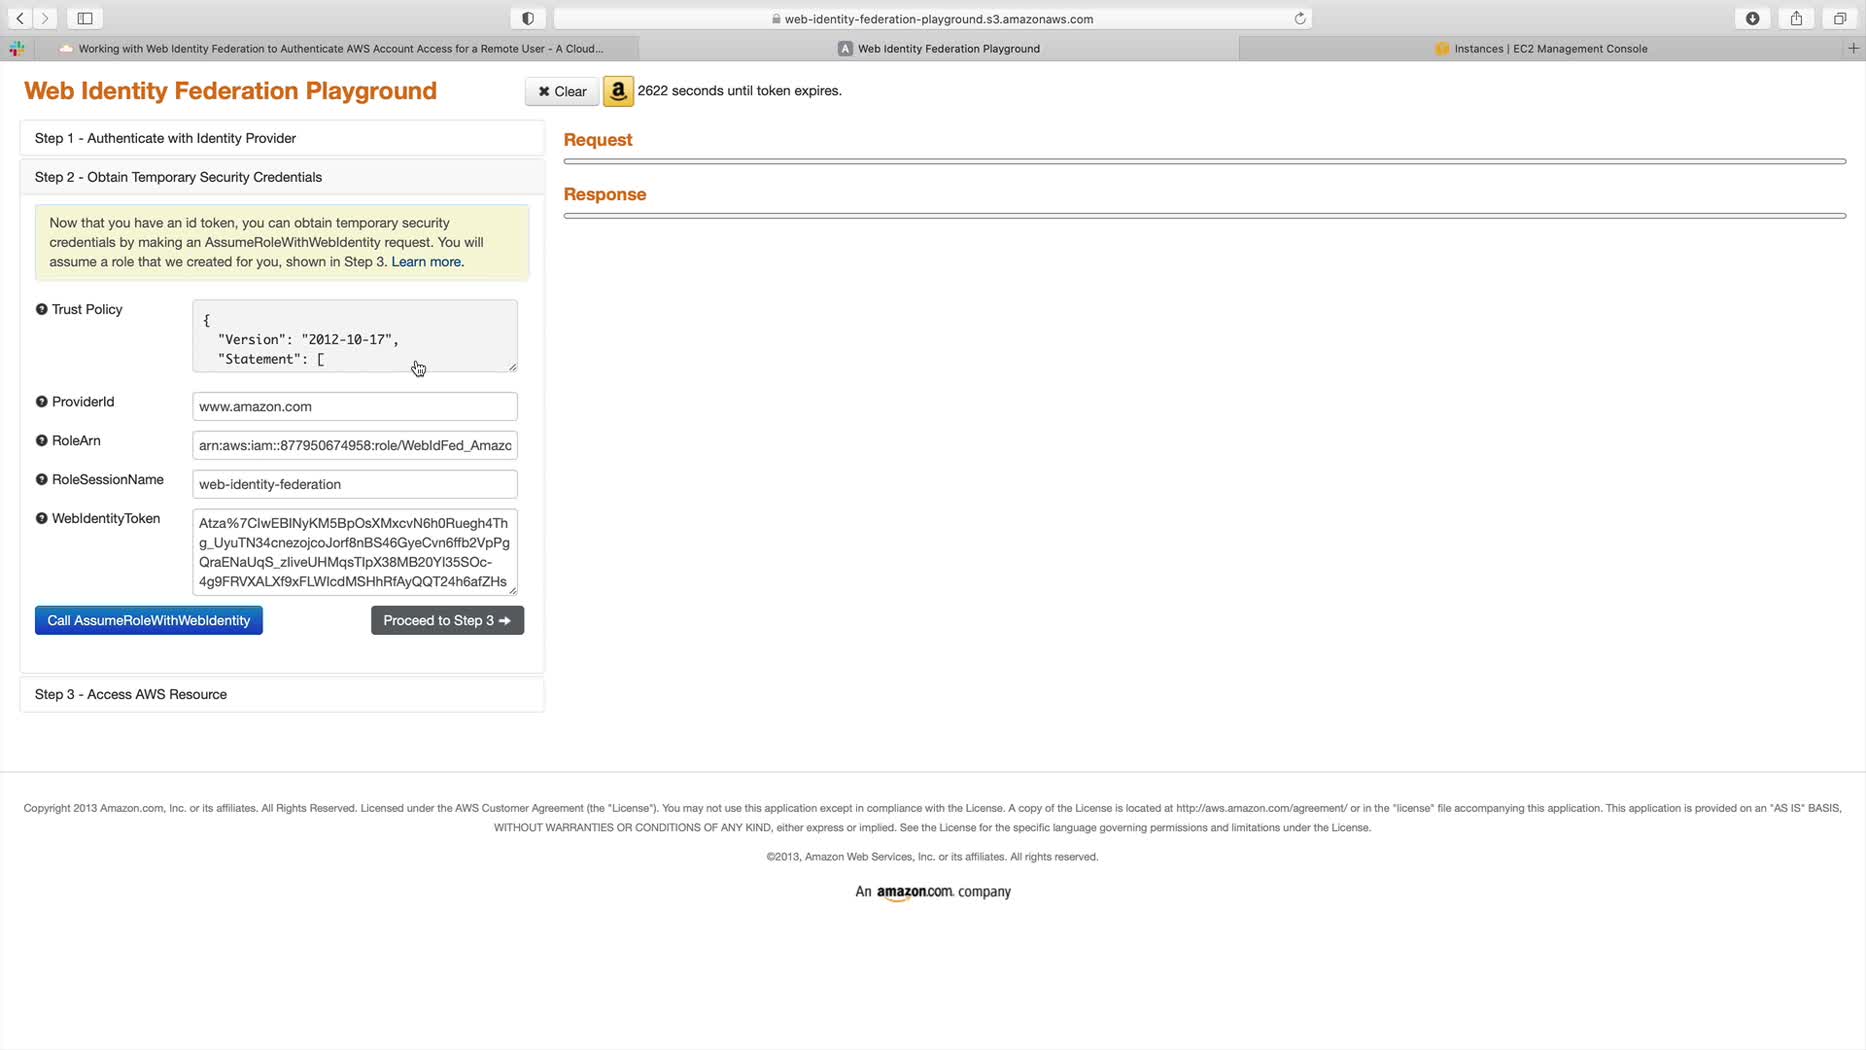 web-identity-federation-playground.s3.amazonaws.com
Working with Web Identity Federation to Authenticate AWS Account Access for a Remote User - A Cloud...
Web Identity Federation Playground
Instances | EC2 Management Console
Web Identity Federation Playground
Clear
2622 seconds until token expires.
Step 1 - Authenticate with Identity Provider
Step 2 - Obtain Temporary Security Credentials
Now that you have an id token, you can obtain temporary security
credentials by making an AssumeRoleWithWebIdentity request. You will
assume a role that we created for you, shown in Step 3. Learn more.
Trust Policy
{
"Version": "2012-10-17",
"Statement": [
ProviderId
www.amazon.com
RoleArn
arn:aws:iam::877950674958:role/WebIdFed_Amazo
RoleSessionName
web-identity-federation
WebIdentityToken
Call AssumeRoleWithWebIdentity
Proceed to Step 3
Step 3 - Access AWS Resource
Request
Response
Copyright 2013 Amazon.com, Inc. or its affiliates. All Rights Reserved. Licensed under the AWS Customer Agreement (the "License"). You may not use this application except in compliance with the License. A copy of the License is located at http://aws.amazon.com/agreement/ or in the "license" file accompanying this application. This application is provided on an "AS IS" BASIS,
WITHOUT WARRANTIES OR CONDITIONS OF ANY KIND, either express or implied. See the License for the specific language governing permissions and limitations under the License.
©2013, Amazon Web Services, Inc. or its affiliates. All rights reserved.
An amazon.com company